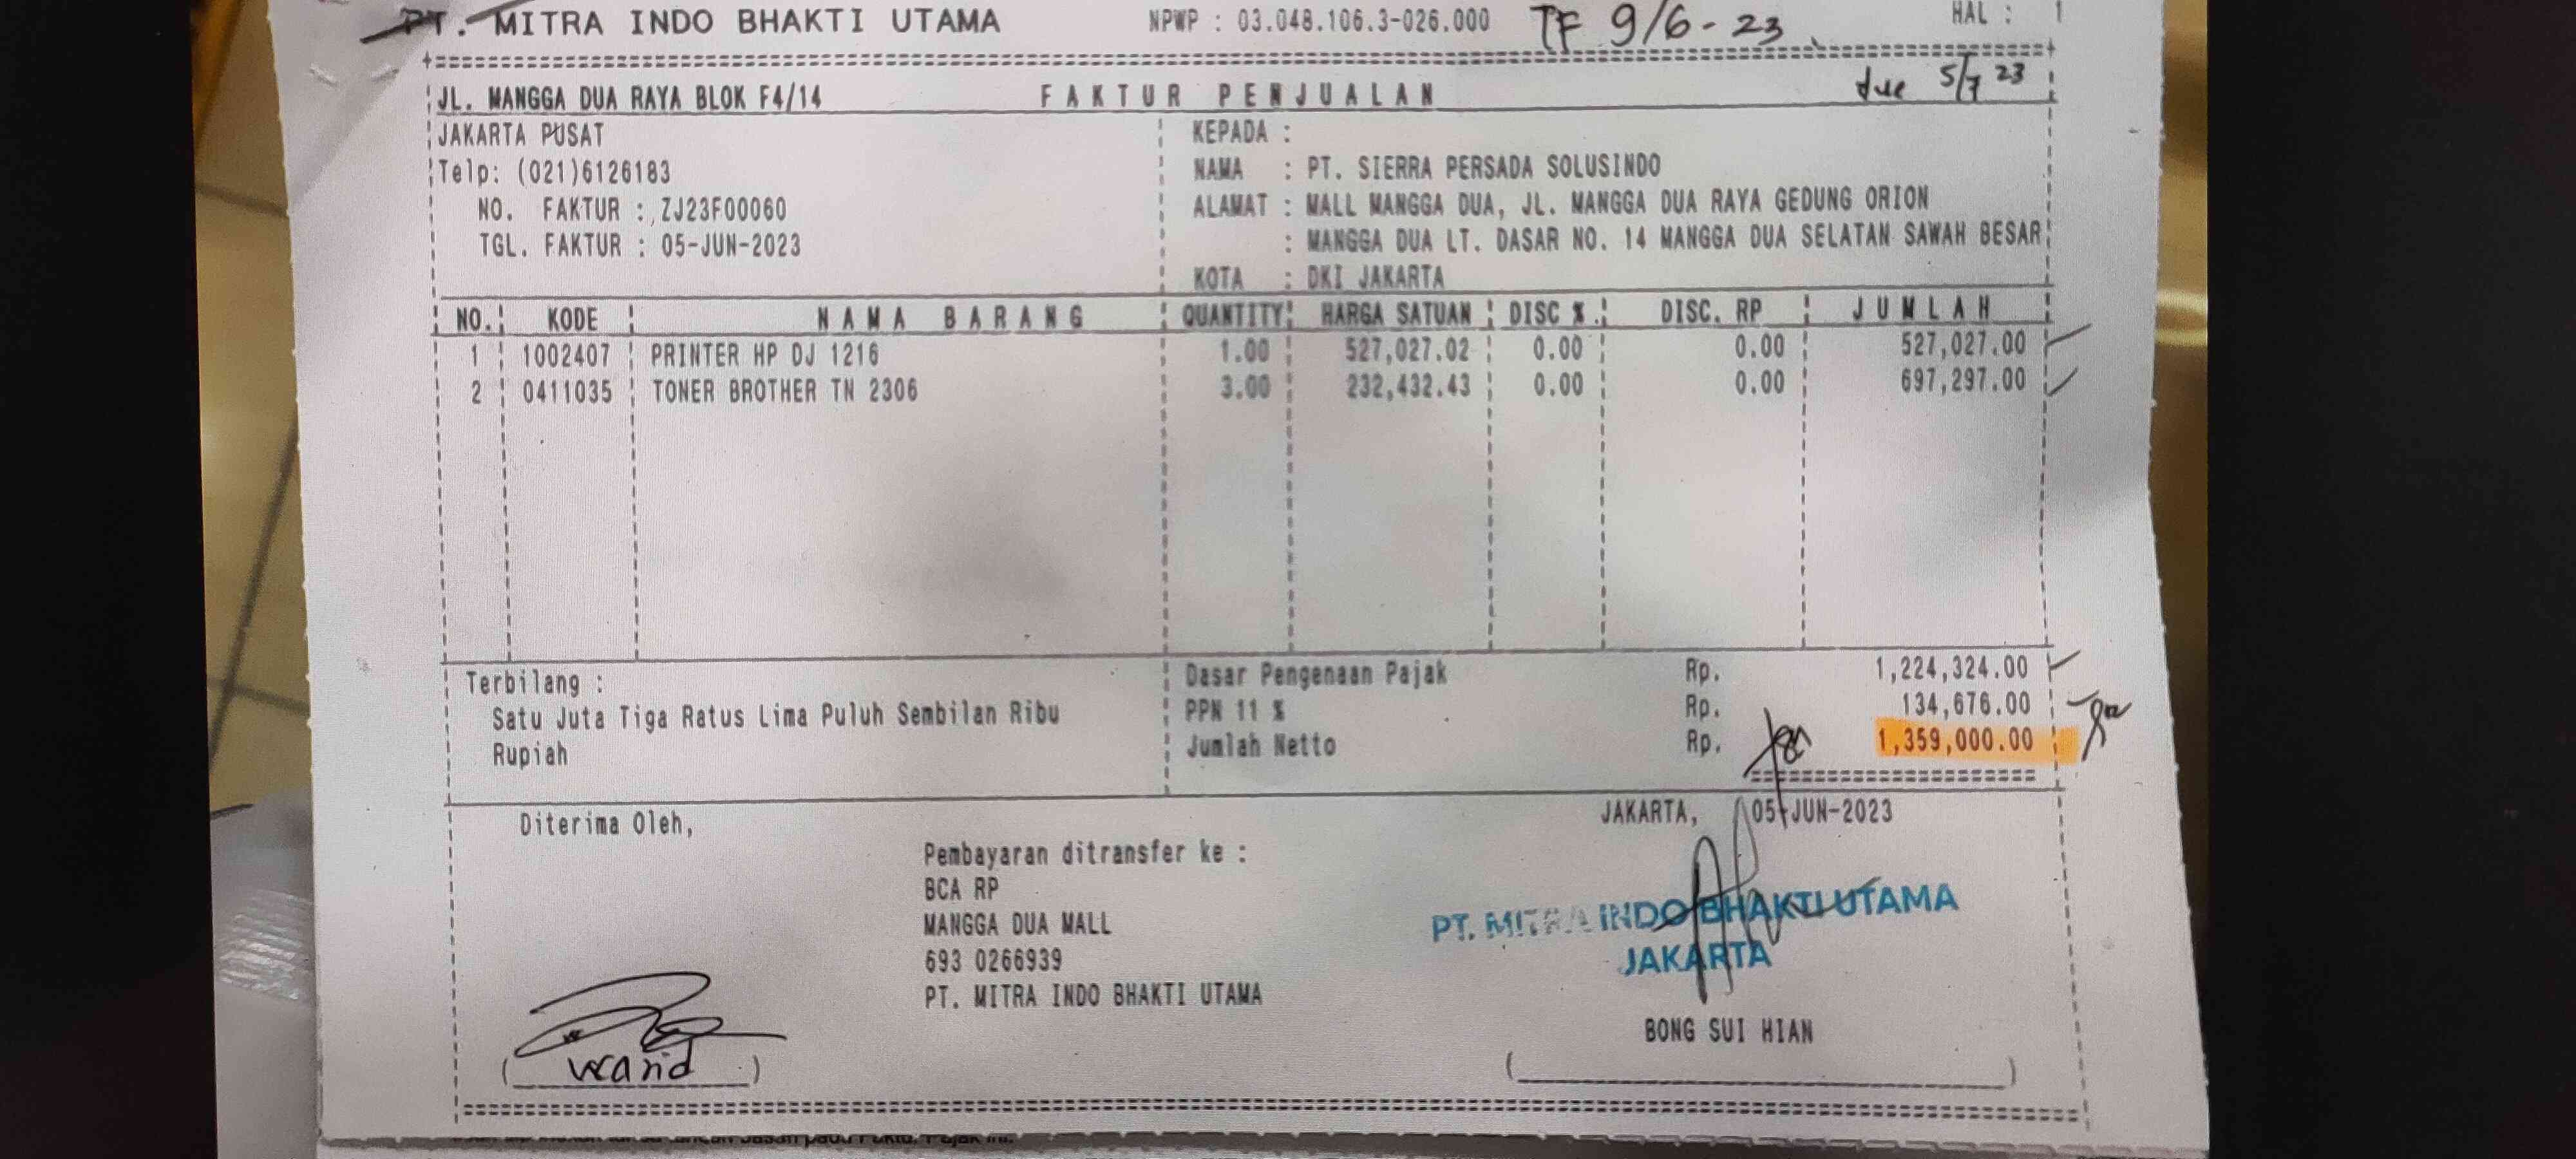 PT. MITRA INDO BHAKTI UTAMA NPWP : 03.048.106.3-026.000 TF 9/6-23 HAL : 1
JL. MANGGA DUA RAYA BLOK F4/14 FAKTUR PENJUALAN due 5/7 23
JAKARTA PUSAT KEPADA :
Telp: (021)6126183 NAMA : PT. SIERRA PERSADA SOLUSINDO
NO. FAKTUR : ZJ23F00060 ALAMAT : MALL MANGGA DUA, JL. MANGGA DUA RAYA GEDUNG ORION
TGL. FAKTUR : 05-JUN-2023 : MANGGA DUA LT. DASAR NO. 14 MANGGA DUA SELATAN SAWAH BESAR
KOTA : DKI JAKARTA
NO. KODE NAMA BARANG QUANTITY HARGA SATUAN DISC %. DISC. RP JUMLAH
1 1002407 PRINTER HP DJ 1216 1.00 527,027.02 0.00 0.00 527,027.00
2 0411035 TONER BROTHER TN 2306 3.00 232,432.43 0.00 0.00 697,297.00
Terbilang : Dasar Pengenaan Pajak Rp. 1,224,324.00
Satu Juta Tiga Ratus Lima Puluh Sembilan Ribu PPN 11 % Rp. 134,676.00
Rupiah Jumlah Netto Rp. 1,359,000.00
Diterima Oleh, JAKARTA, 05-JUN-2023
Pembayaran ditransfer ke :
BCA RP
MANGGA DUA MALL PT. MITRA INDO BHAKTI UTAMA
693 0266939 JAKARTA
PT. MITRA INDO BHAKTI UTAMA
BONG SUI HIAN